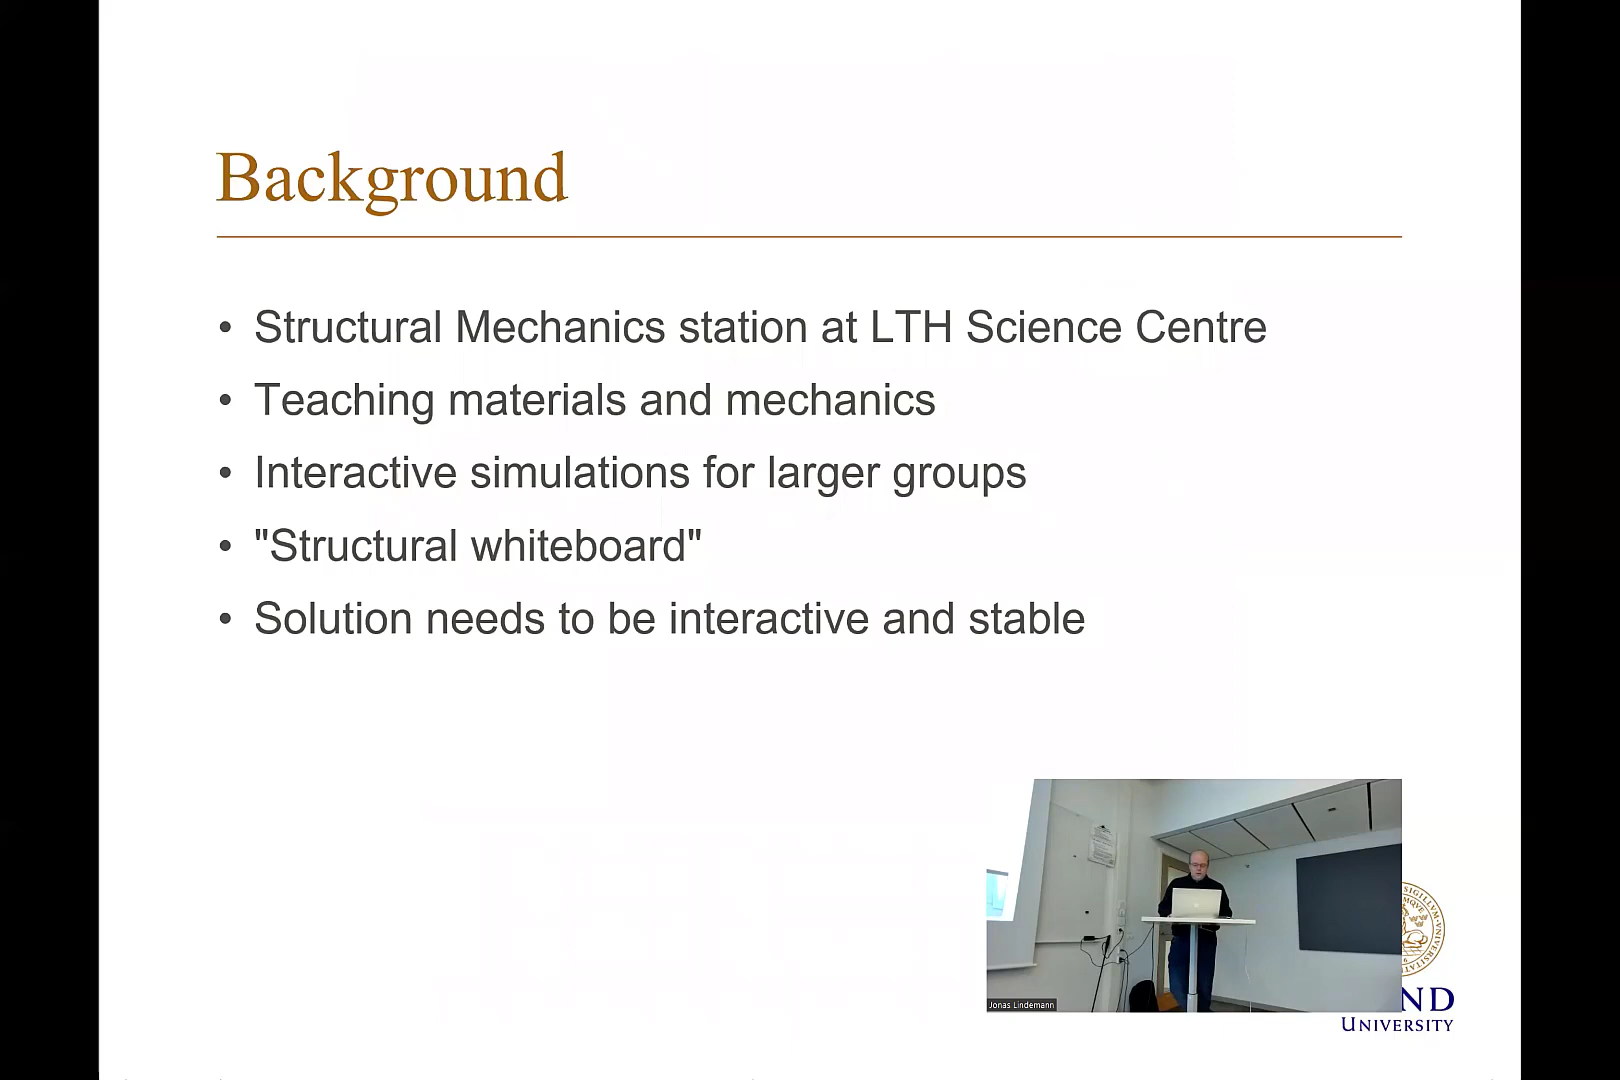 Background
• Structural Mechanics station at LTH Science Centre
• Teaching materials and mechanics
• Interactive simulations for larger groups
• "Structural whiteboard"
• Solution needs to be interactive and stable
Jonas Lindemann
ND
UNIVERSITY